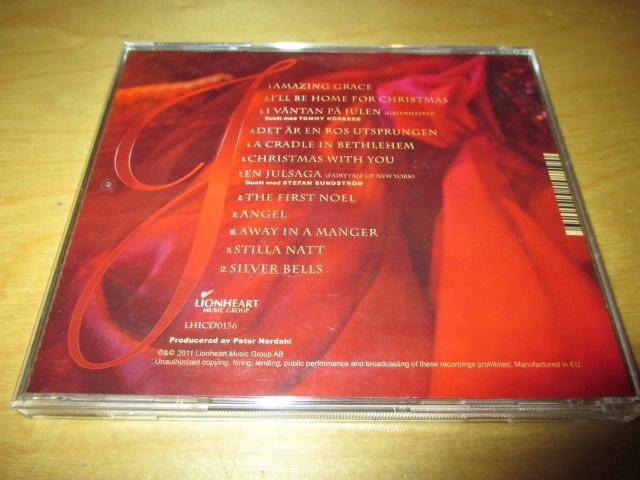 1. AMAZING GRACE
2. I'LL BE HOME FOR CHRISTMAS
3. I VÄNTAN PÅ JULEN (GREENSLEEVES)
Duett med TOMMY KÖRBERG
4. DET ÄR EN ROS UTSPRUNGEN
5. A CRADLE IN BETHLEHEM
6. CHRISTMAS WITH YOU
7. EN JULSAGA (FAIRYTALE OF NEW YORK)
Duett med STEFAN SUNDSTRÖM
8. THE FIRST NOEL
9. ANGEL
10. AWAY IN A MANGER
11. STILLA NATT
12. SILVER BELLS
LIONHEART
MUSIC GROUP
LHICD0136
Producerad av Peter Nordahl
℗&© 2011 Lionheart Music Group AB
Unauthorized copying, hiring, lending, public performance and broadcasting of these recordings prohibited. Manufactured in EU.